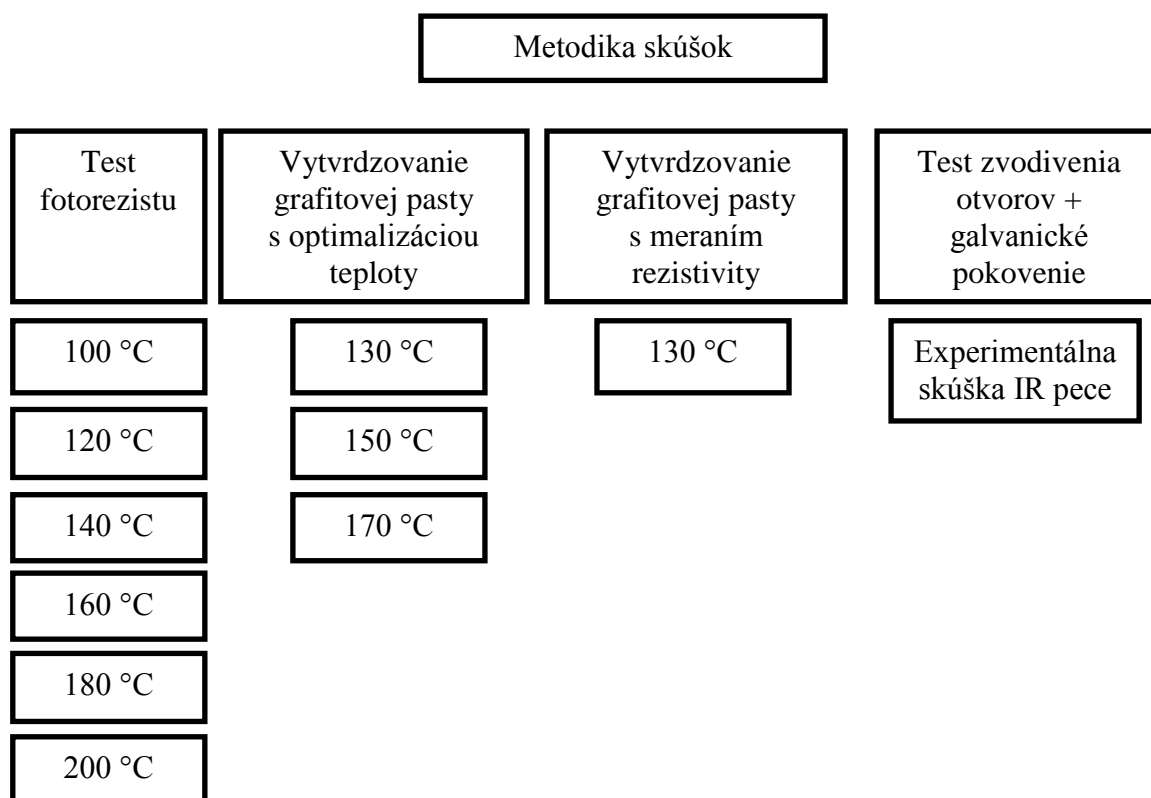 Metodika skúšok
Test
fotorezistu
Vytvrdzovanie
grafitovej pasty
s optimalizáciou
teploty
Vytvrdzovanie
grafitovej pasty
s meraním
rezistivity
Test zvodivenia
otvorov +
galvanické
pokovenie
100 °C
120 °C
140 °C
160 °C
180 °C
200 °C
130 °C
150 °C
170 °C
130 °C
Experimentálna
skúška IR pece